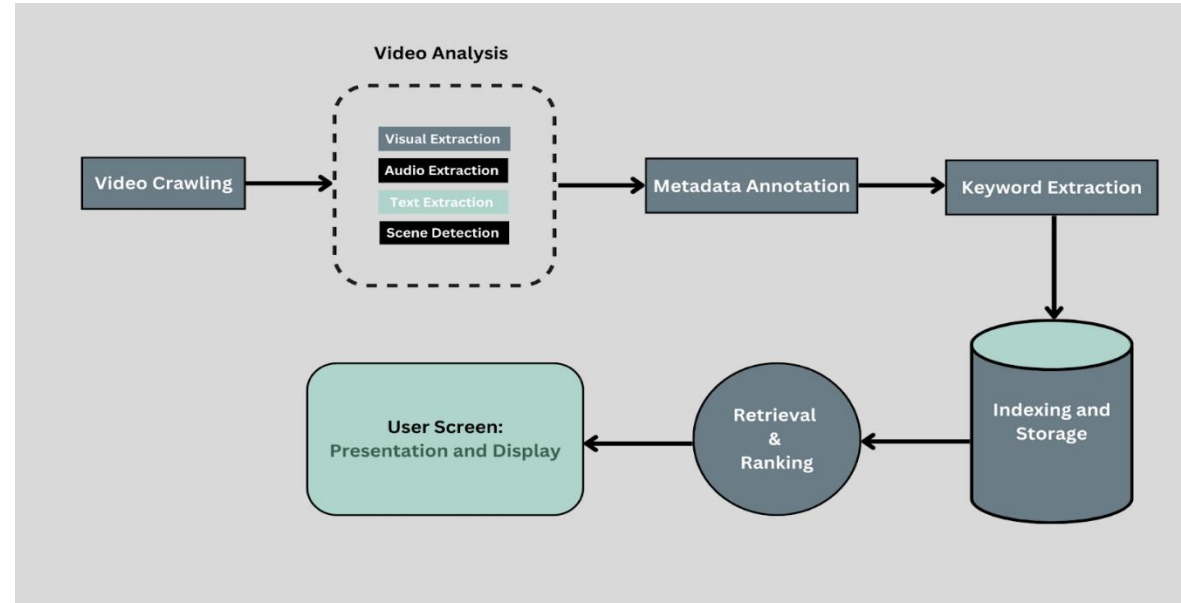 Video Analysis
Visual Extraction
Audio Extraction
Text Extraction
Scene Detection
Video Crawling
Metadata Annotation
Keyword Extraction
Indexing and
Storage
Retrieval
&
Ranking
User Screen:
Presentation and Display